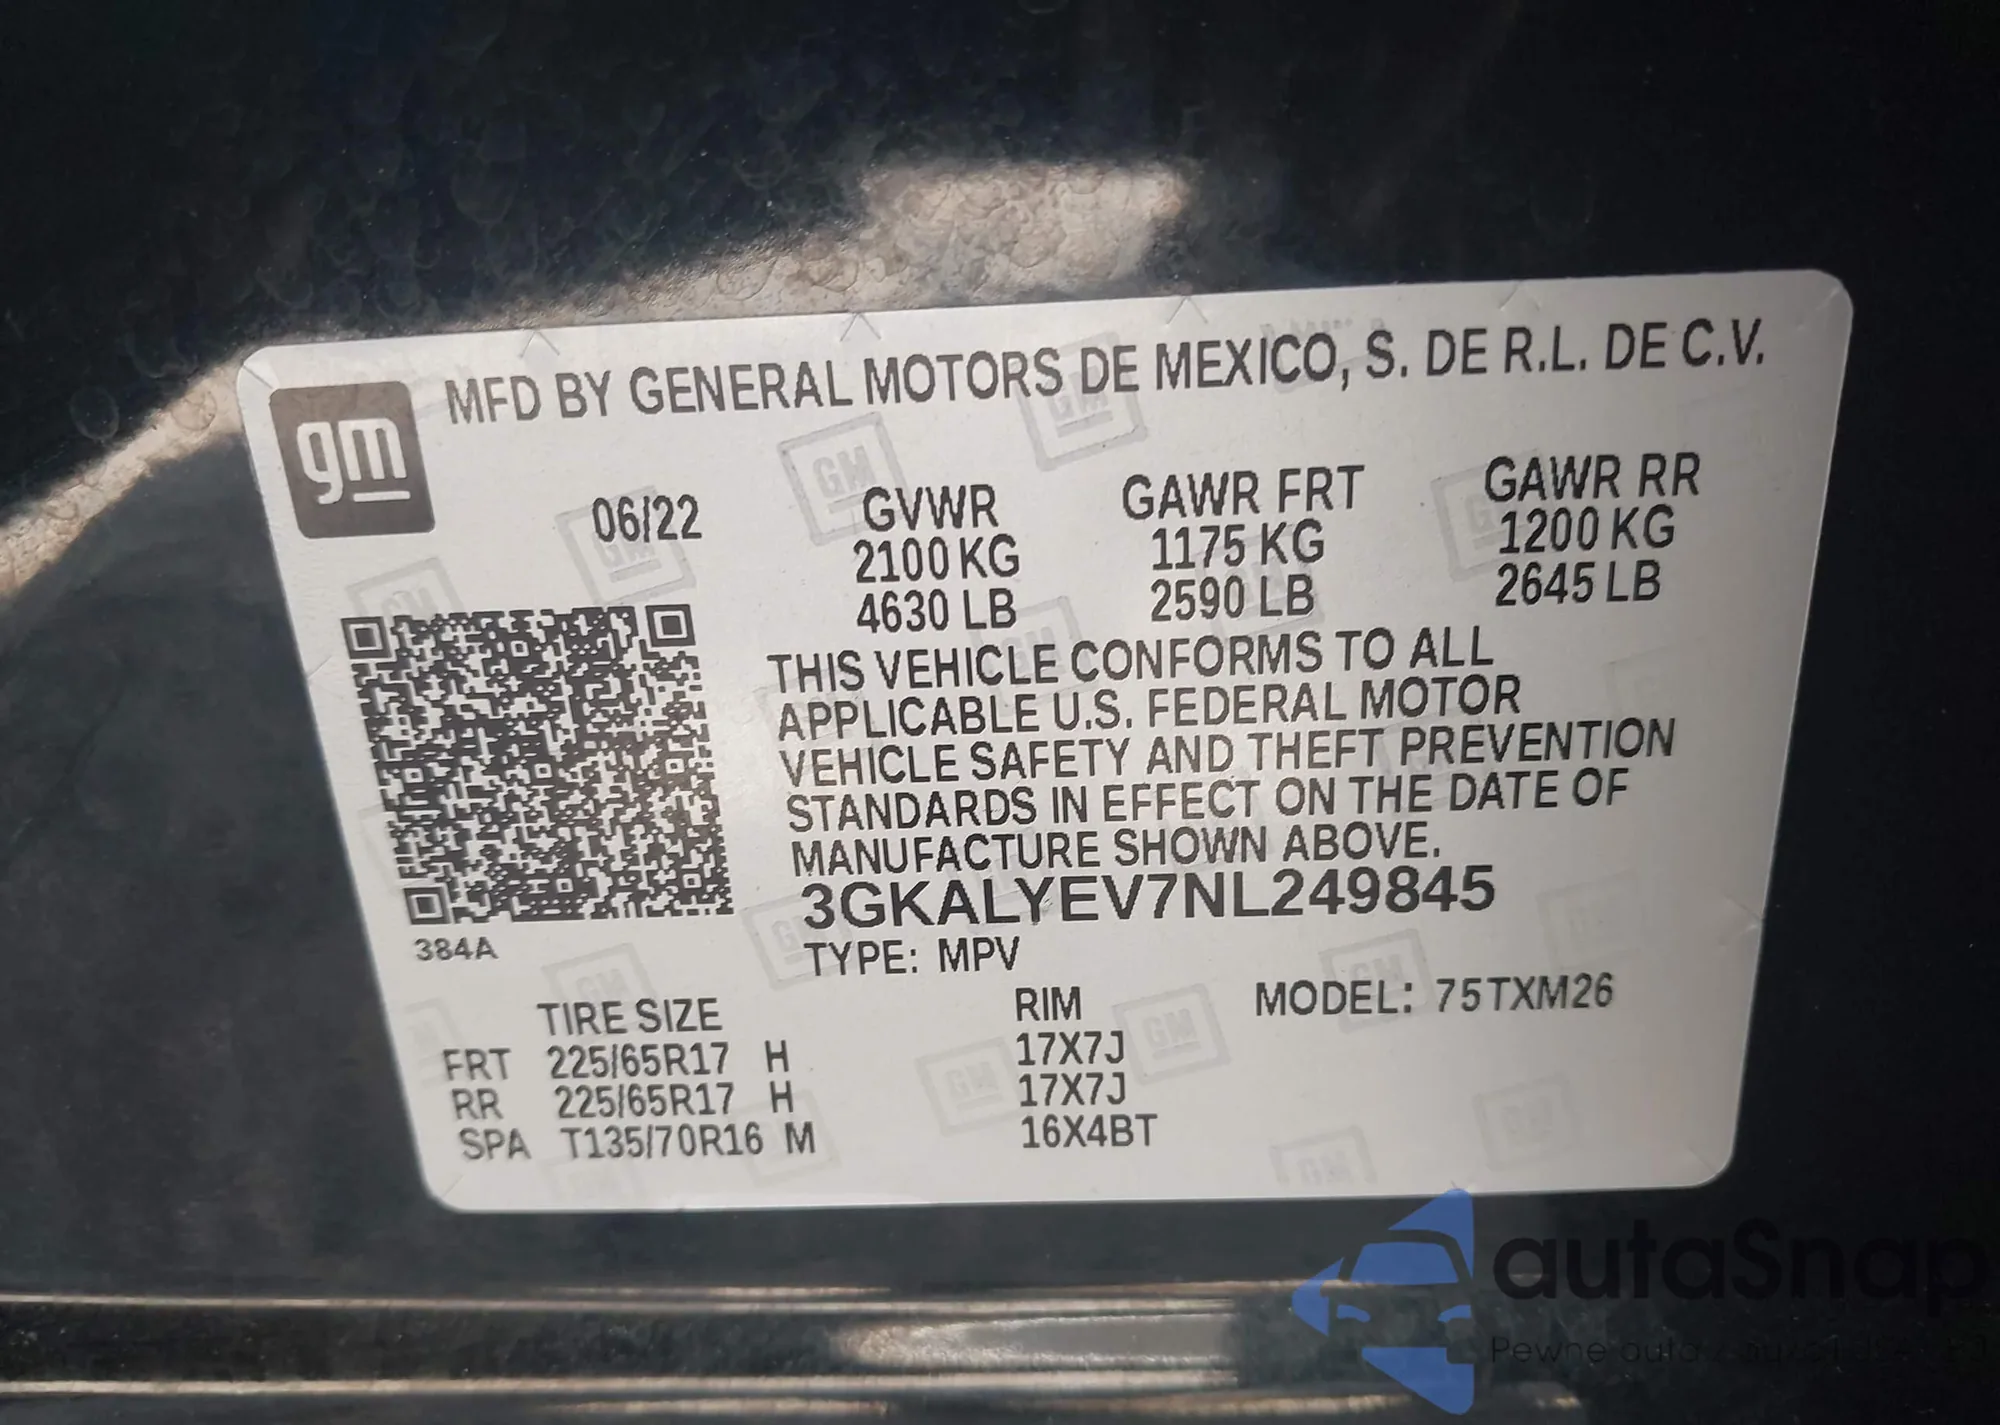 gm
MFD BY GENERAL MOTORS DE MEXICO, S. DE R.L. DE C.V.
06/22
GVWR GAWR FRT GAWR RR
2100 KG 1175 KG 1200 KG
4630 LB 2590 LB 2645 LB
THIS VEHICLE CONFORMS TO ALL
APPLICABLE U.S. FEDERAL MOTOR
VEHICLE SAFETY AND THEFT PREVENTION
STANDARDS IN EFFECT ON THE DATE OF
MANUFACTURE SHOWN ABOVE.
3GKALYEV7NL249845
384A
TYPE: MPV
TIRE SIZE RIM MODEL: 75TXM26
FRT 225/65R17 H 17X7J
RR 225/65R17 H 17X7J
SPA T135/70R16 M 16X4BT
autaSnap
Pewne auta z